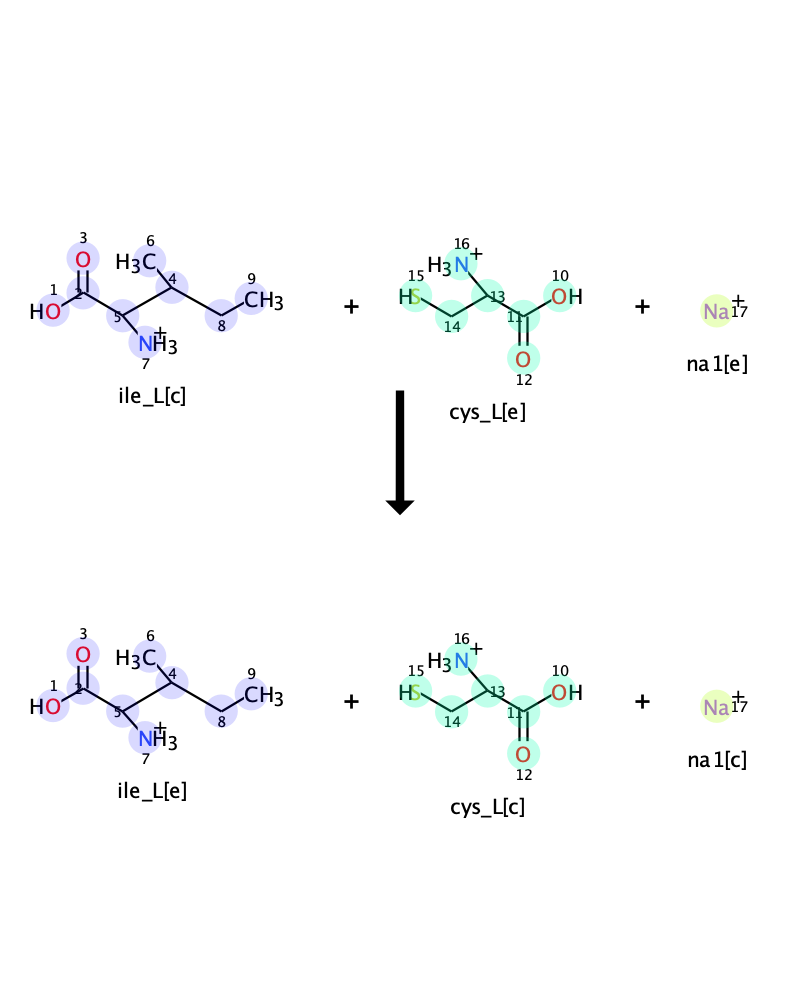 3 6 16
O H3C 4 9 H3N+ 15 10
1 2 CH3 + HS 13 OH + Na+ 17
HO 5 8 14 11
NH3+ O na1[e]
7 12
ile_L[c] cys_L[e]
3 6 16
O H3C 4 9 H3N+ 15 10
1 2 CH3 + HS 13 OH + Na+ 17
HO 5 8 14 11
NH3+ O na1[c]
7 12
ile_L[e] cys_L[c]